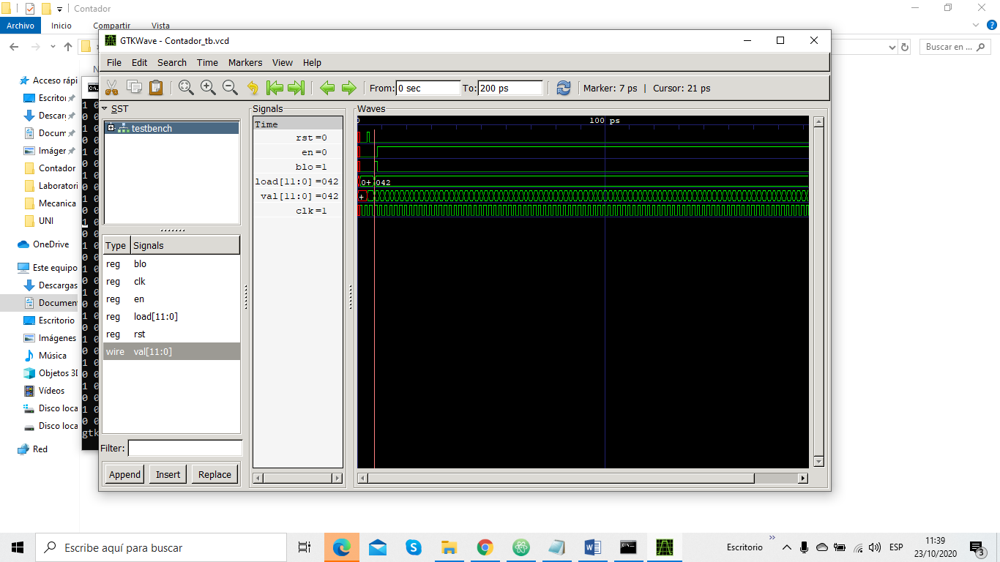 Contador
Archivo
Inicio
Compartir
Vista
Buscar en ...
Acceso rápi
Escritor
Descarg
Docum
Imáger
Contador
Laboratori
Mecanica
UNI
OneDrive
Este equipo
Descargas
Documen
Escritorio
Imágenes
Música
Objetos 3D
Vídeos
Disco loca
Disco loca
Red
gtk
GTKWave - Contador_tb.vcd
File Edit Search Time Markers View Help
From: 0 sec To: 200 ps Marker: 7 ps | Cursor: 21 ps
SST
testbench
Type Signals
reg blo
reg clk
reg en
reg load[11:0]
reg rst
wire val[11:0]
Filter:
Append Insert Replace
Signals
Time
rst =0
en =0
blo =1
load[11:0] =042
val[11:0] =042
clk =1
Waves
0 100 ps
0+ 042
+
Escribe aquí para buscar
Escritorio
ESP
11:39
23/10/2020
3